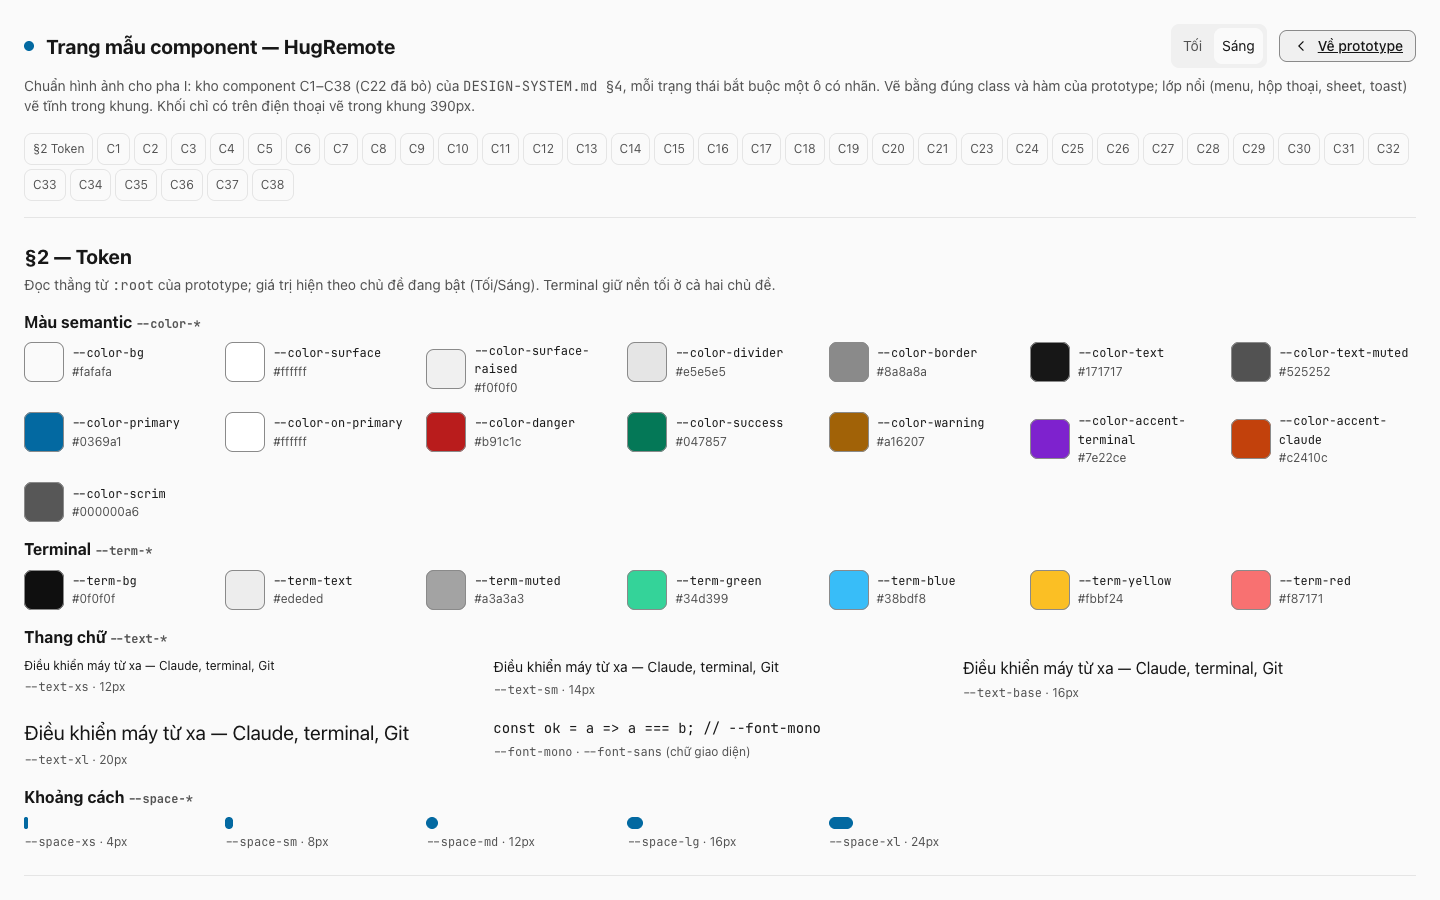 Trang mẫu component — HugRemote
Tối Sáng Về prototype
Chuẩn hình ảnh cho pha I: kho component C1–C38 (C22 đã bỏ) của DESIGN-SYSTEM.md §4, mỗi trạng thái bắt buộc một ô có nhãn. Vẽ bằng đúng class và hàm của prototype; lớp nổi (menu, hộp thoại, sheet, toast)
vẽ tĩnh trong khung. Khối chỉ có trên điện thoại vẽ trong khung 390px.
§2 Token C1 C2 C3 C4 C5 C6 C7 C8 C9 C10 C11 C12 C13 C14 C15 C16 C17 C18 C19 C20 C21 C23 C24 C25 C26 C27 C28 C29 C30 C31 C32
C33 C34 C35 C36 C37 C38
§2 — Token
Đọc thẳng từ :root của prototype; giá trị hiện theo chủ đề đang bật (Tối/Sáng). Terminal giữ nền tối ở cả hai chủ đề.
Màu semantic --color-*
--color-bg
#fafafa
--color-surface
#ffffff
--color-surface-
raised
#f0f0f0
--color-divider
#e5e5e5
--color-border
#8a8a8a
--color-text
#171717
--color-text-muted
#525252
--color-primary
#0369a1
--color-on-primary
#ffffff
--color-danger
#b91c1c
--color-success
#047857
--color-warning
#a16207
--color-accent-
terminal
#7e22ce
--color-accent-
claude
#c2410c
--color-scrim
#000000a6
Terminal --term-*
--term-bg
#0f0f0f
--term-text
#ededed
--term-muted
#a3a3a3
--term-green
#34d399
--term-blue
#38bdf8
--term-yellow
#fbbf24
--term-red
#f87171
Thang chữ --text-*
Điều khiển máy từ xa — Claude, terminal, Git
--text-xs · 12px
Điều khiển máy từ xa — Claude, terminal, Git
--text-sm · 14px
Điều khiển máy từ xa — Claude, terminal, Git
--text-base · 16px
Điều khiển máy từ xa — Claude, terminal, Git
--text-xl · 20px
const ok = a => a === b; // --font-mono
--font-mono · --font-sans (chữ giao diện)
Khoảng cách --space-*
--space-xs · 4px
--space-sm · 8px
--space-md · 12px
--space-lg · 16px
--space-xl · 24px